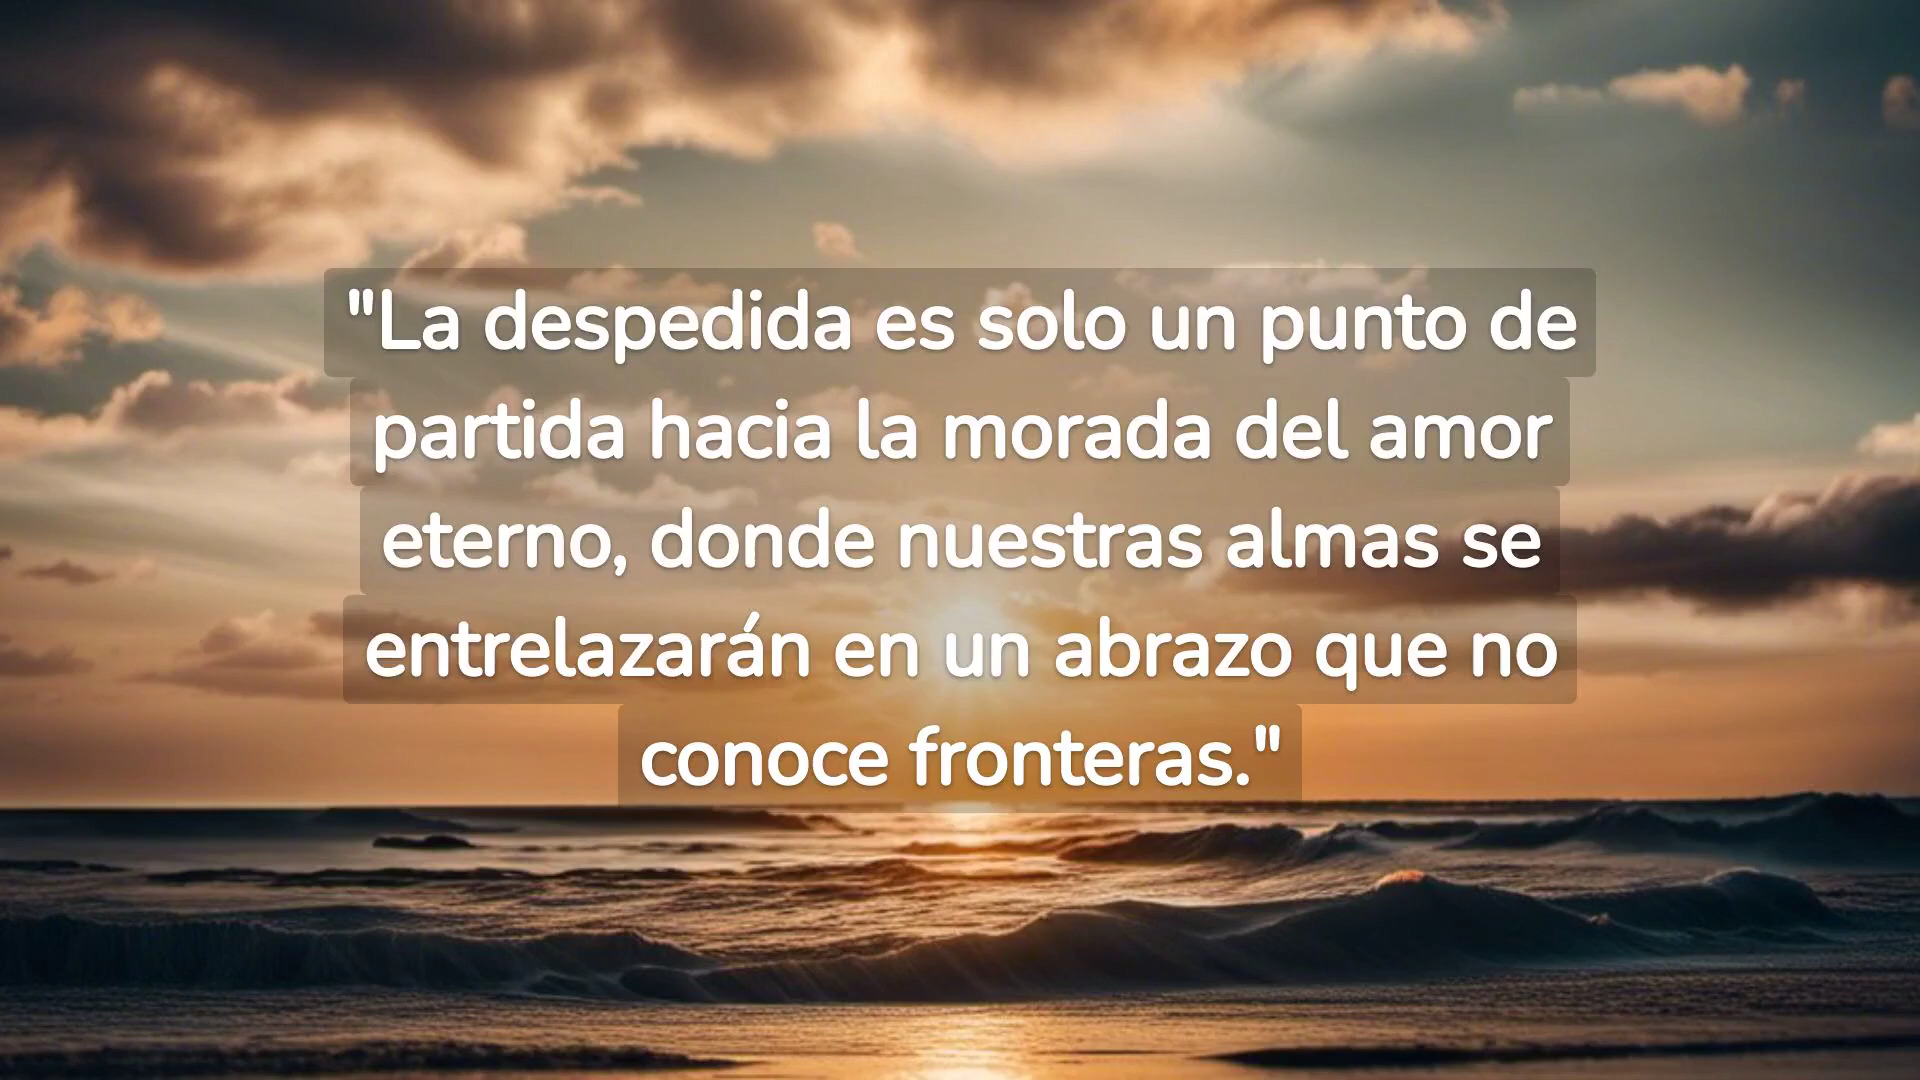 "La despedida es solo un punto de
partida hacia la morada del amor
eterno, donde nuestras almas se
entrelazarán en un abrazo que no
conoce fronteras."